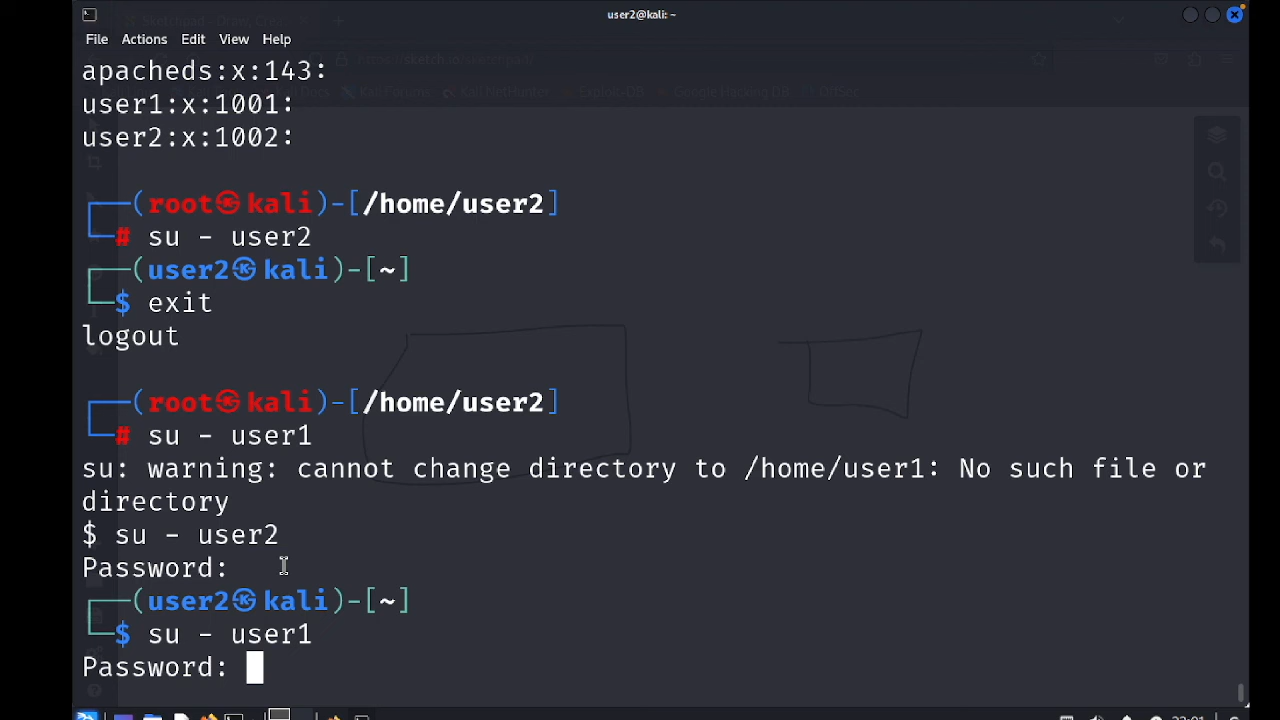 user2@kali: ~
File Actions Edit View Help
apacheds:x:143:
user1:x:1001:
user2:x:1002:
(root㉿kali)-[/home/user2]
# su - user2
(user2㉿kali)-[~]
$ exit
logout
(root㉿kali)-[/home/user2]
# su - user1
su: warning: cannot change directory to /home/user1: No such file or
directory
$ su - user2
Password:
(user2㉿kali)-[~]
$ su - user1
Password: